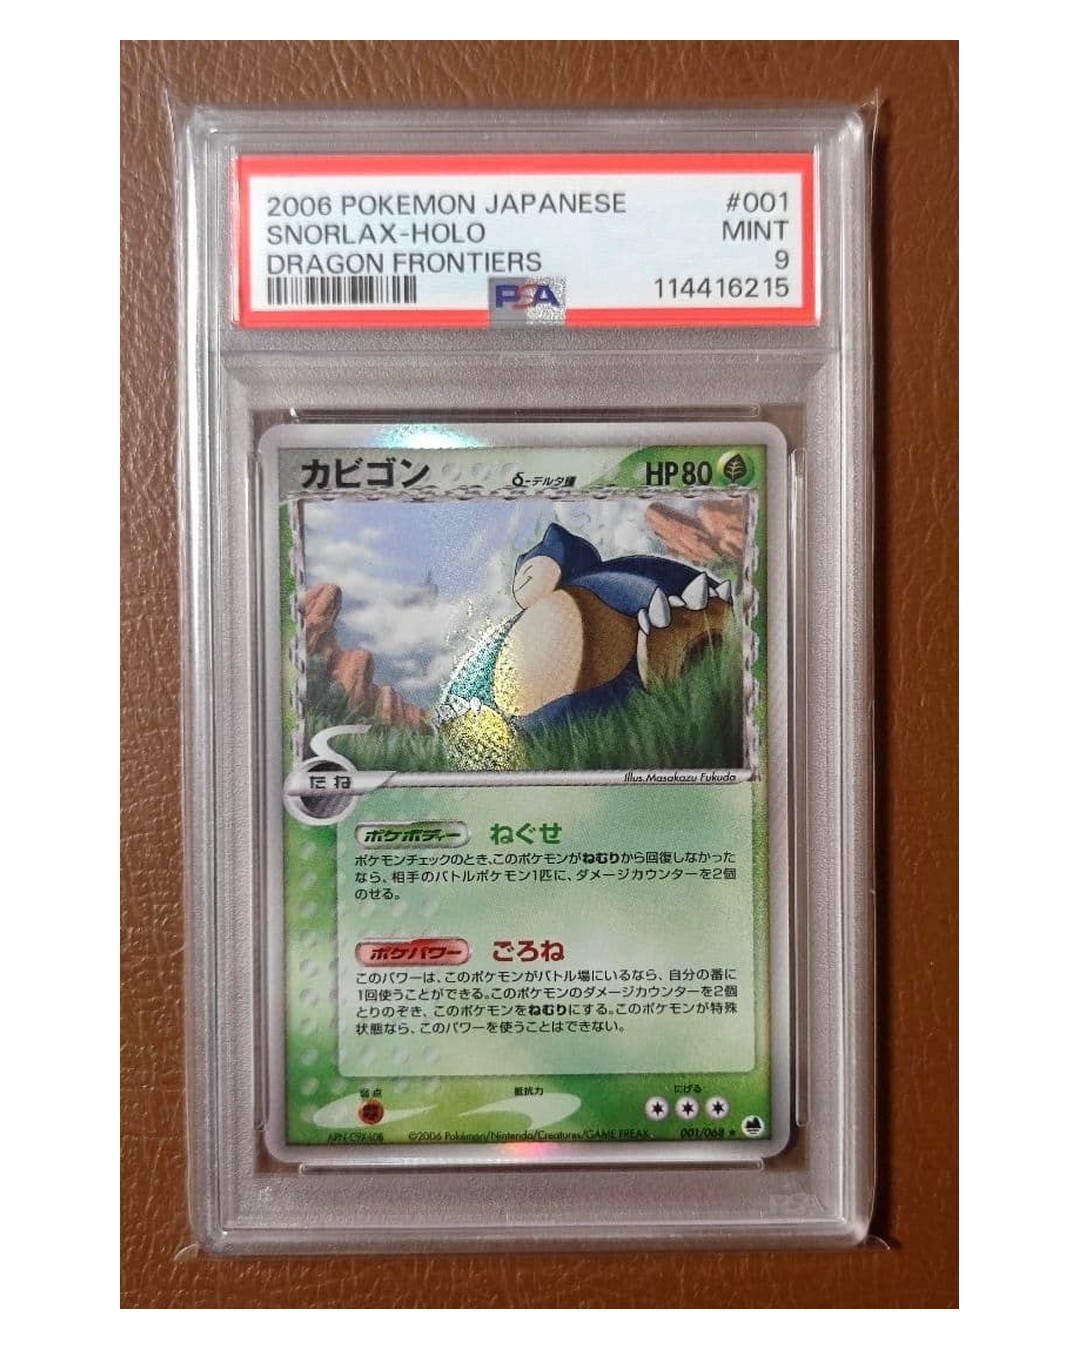 2006 POKEMON JAPANESE #001
SNORLAX-HOLO MINT
DRAGON FRONTIERS 9
PSA 114416215
カビゴン δ-デルタ種 HP80
たね
Illus.Masakazu Fukuda
ポケボディー ねぐせ
ポケモンチェックのとき、このポケモンがねむりから回復しなかった
なら、相手のバトルポケモン1匹に、ダメージカウンターを2個
のせる。
ポケパワー ごろね
このパワーは、このポケモンがバトル場にいるなら、自分の番に
1回使うことができる。このポケモンのダメージカウンターを2個
とりのぞき、このポケモンをねむりにする。このポケモンが特殊
状態なら、このパワーを使うことはできない。
弱点 抵抗力 にげる
©2006 Pokémon/Nintendo/Creatures/GAME FREAK. 001/068 ★
PSA